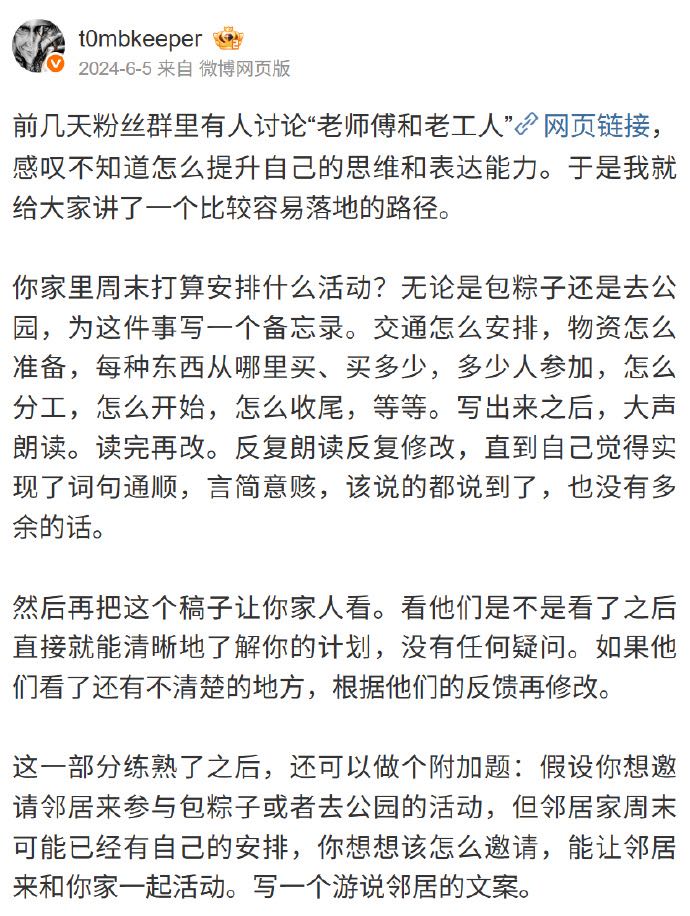 t0mbkeeper
2024-6-5 来自 微博网页版
前几天粉丝群里有人讨论“老师傅和老工人”网页链接，
感叹不知道怎么提升自己的思维和表达能力。于是我就
给大家讲了一个比较容易落地的路径。
你家里周末打算安排什么活动？无论是包粽子还是去公
园，为这件事写一个备忘录。交通怎么安排，物资怎么
准备，每种东西从哪里买、买多少，多少人参加，怎么
分工，怎么开始，怎么收尾，等等。写出来之后，大声
朗读。读完再改。反复朗读反复修改，直到自己觉得实
现了词句通顺，言简意赅，该说的都说到了，也没有多
余的话。
然后再把这个稿子让你家人看。看他们是不是看了之后
直接就能清晰地了解你的计划，没有任何疑问。如果他
们看了还有不清楚的地方，根据他们的反馈再修改。
这一部分练熟了之后，还可以做个附加题：假设你想邀
请邻居来参与包粽子或者去公园的活动，但邻居家周末
可能已经有自己的安排，你想想该怎么邀请，能让邻居
来和你家一起活动。写一个游说邻居的文案。